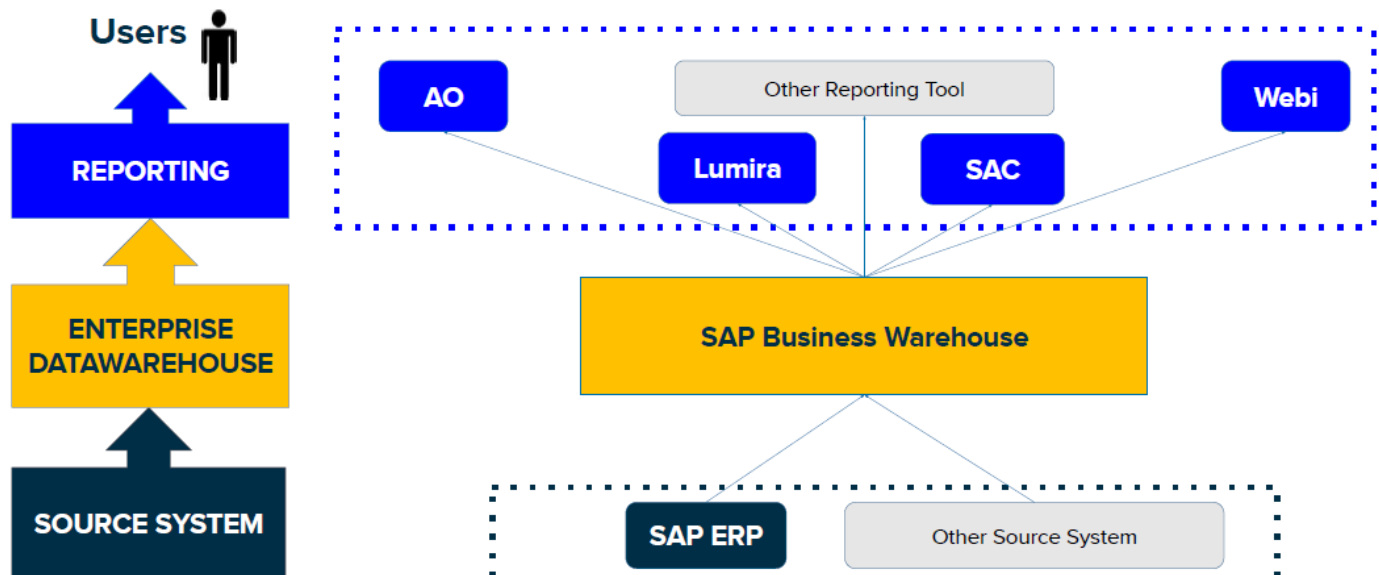 Users
AO
Other Reporting Tool
Webi
REPORTING
Lumira
SAC
ENTERPRISE
DATAWAREHOUSE
SAP Business Warehouse
SOURCE SYSTEM
SAP ERP
Other Source System